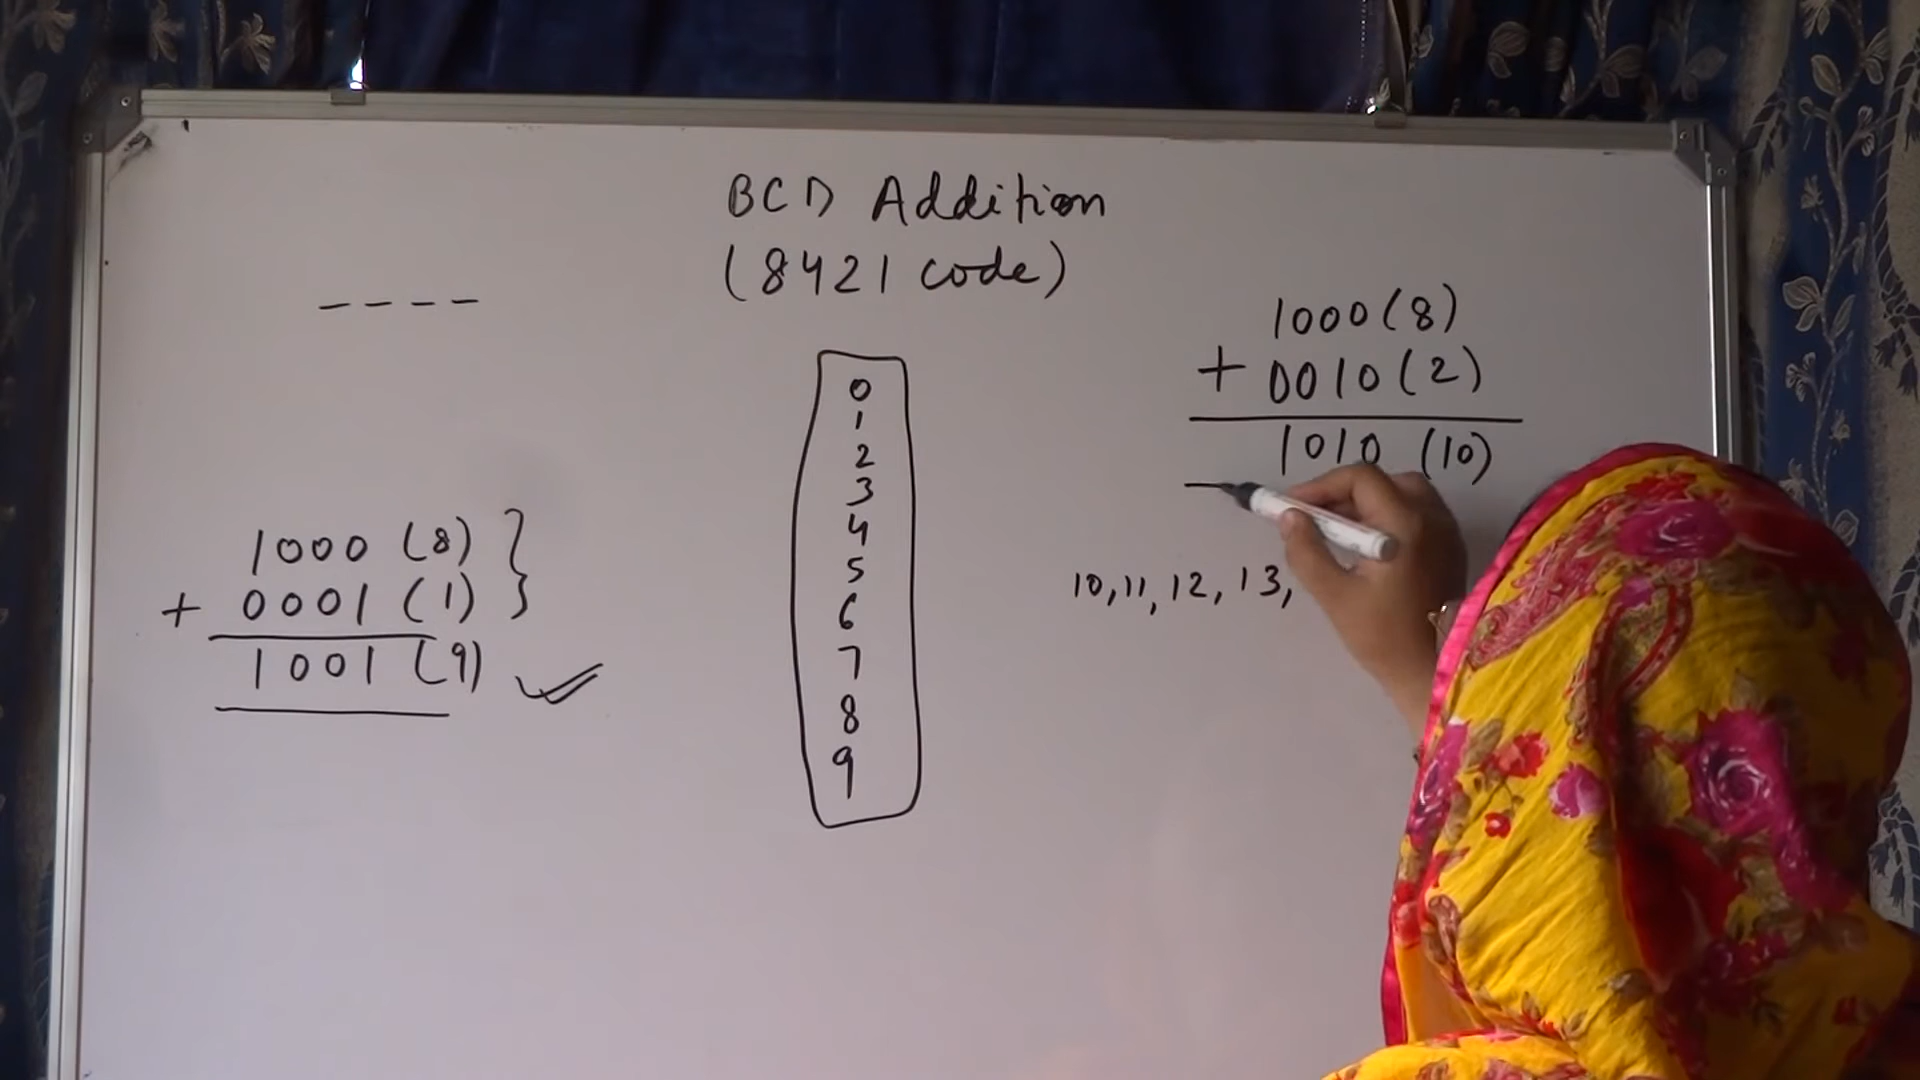 BCD Addition
(8421 code)
1000 (8)
+ 0001 (1)
1001 (9)
0
1
2
3
4
5
6
7
8
9
1000 (8)
+ 0010 (2)
1010 (10)
10, 11, 12, 13,